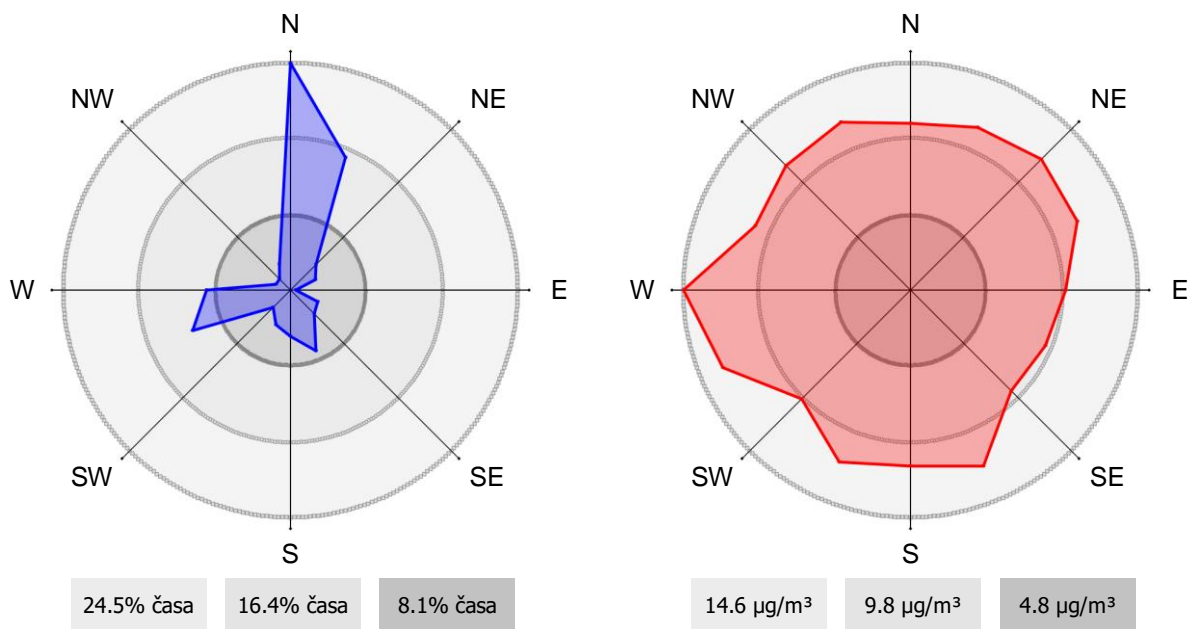 N
NW
NE
W
E
SW
SE
S
24.5% časa
16.4% časa
8.1% časa
N
NW
NE
W
E
SW
SE
S
14.6 µg/m³
9.8 µg/m³
4.8 µg/m³